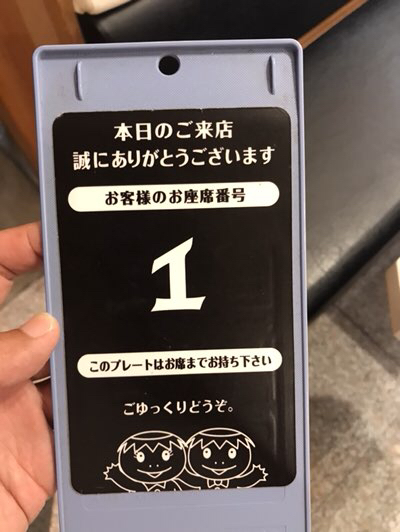 本日のご来店
誠にありがとうございます
お客様のお座席番号
1
このプレートはお席までお持ち下さい
ごゆっくりどうぞ。